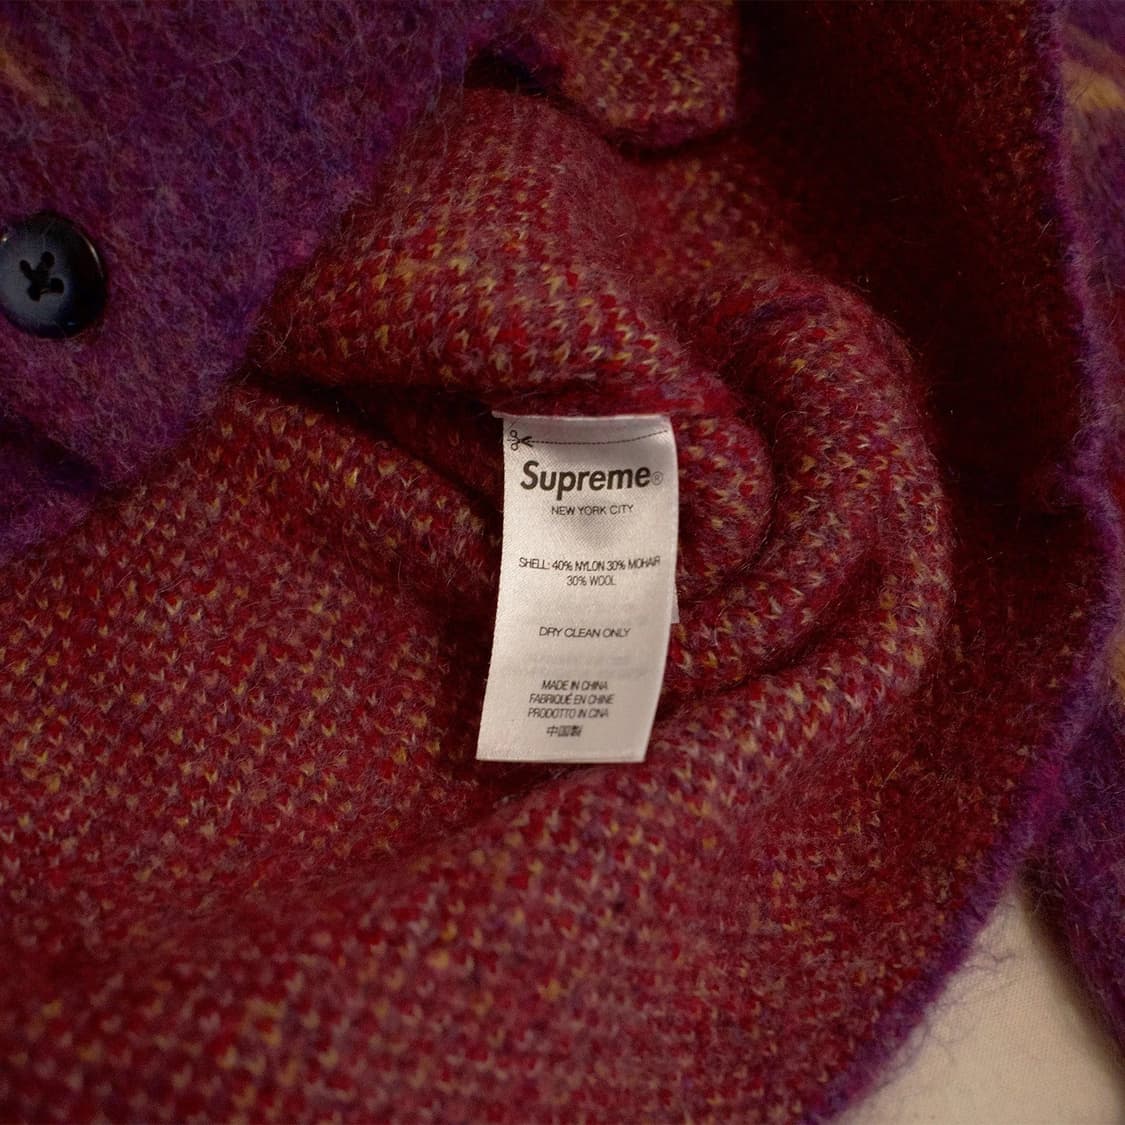 Supreme®
NEW YORK CITY
SHELL: 40% NYLON 30% MOHAIR
30% WOOL
DRY CLEAN ONLY
MADE IN CHINA
FABRIQUÉ EN CHINE
PRODOTTO IN CINA
中国製